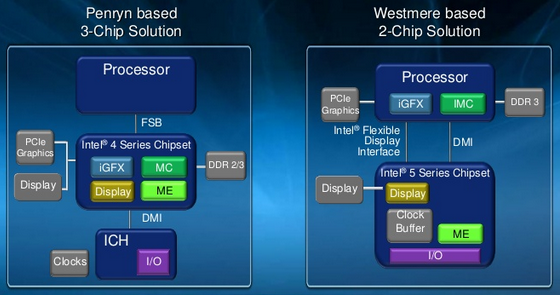 Penryn based
3-Chip Solution
Processor
FSB
PCIe
Graphics
Display
Intel® 4 Series Chipset
iGFX
MC
Display
ME
DDR 2/3
DMI
ICH
Clocks
I/O
Westmere based
2-Chip Solution
Processor
PCIe
Graphics
iGFX
IMC
DDR 3
Intel® Flexible
Display
Interface
DMI
Intel® 5 Series Chipset
Display
Display
Clock
Buffer
ME
I/O